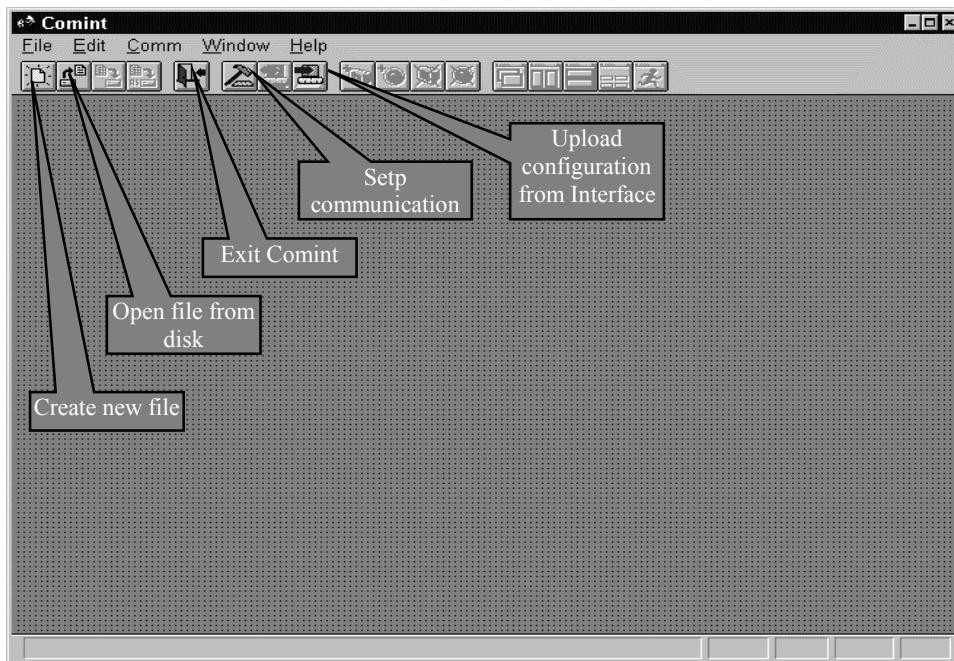 Comint
File Edit Comm Window Help
Upload
configuration
from Interface
Setp
communication
Exit Comint
Open file from
disk
Create new file